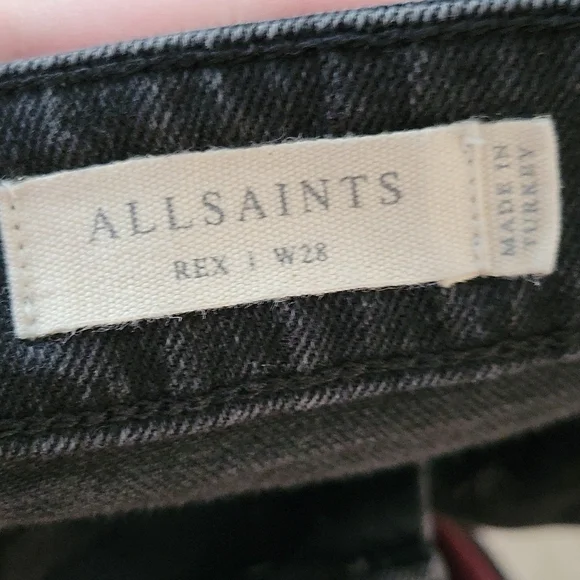 ALLSAINTS
REX | W28
MADE IN
TURKEY